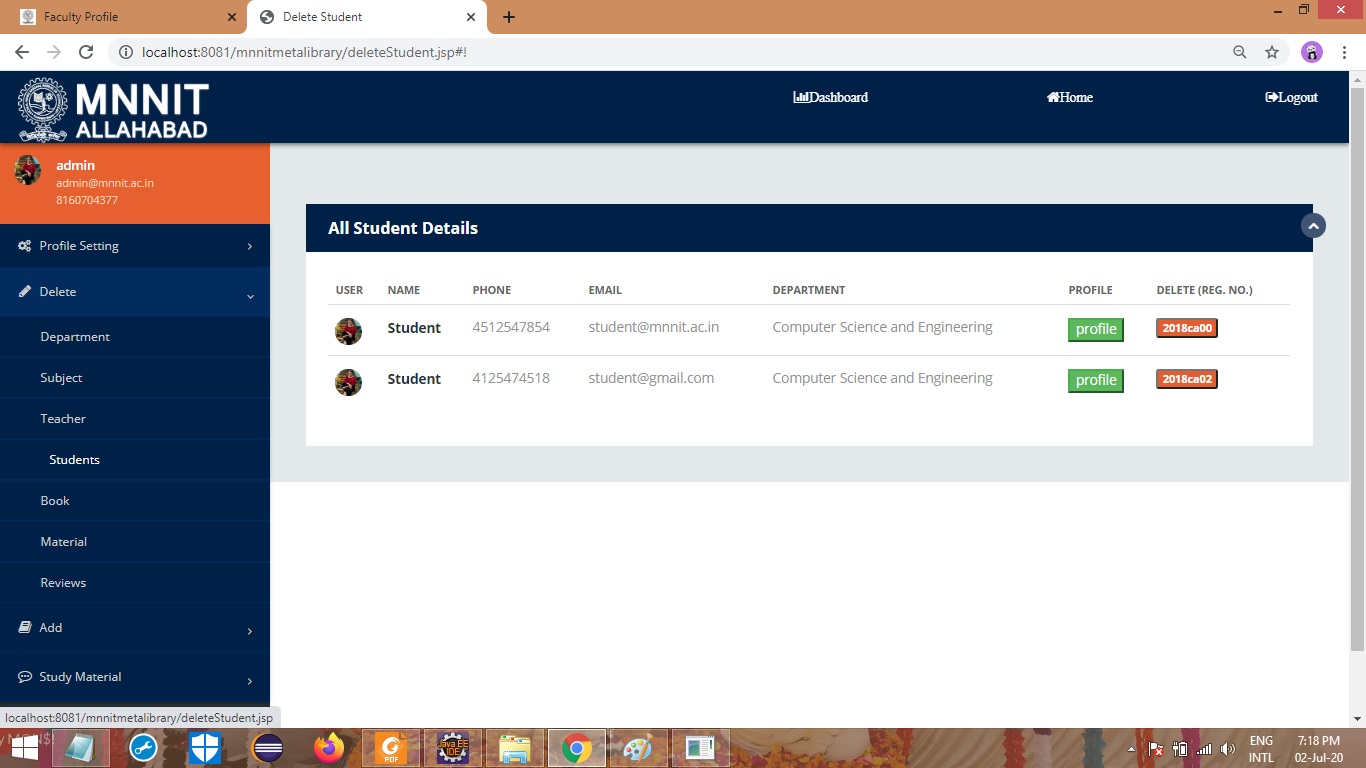 Faculty Profile
Delete Student
localhost:8081/mnnitmetalibrary/deleteStudent.jsp#!
MNNIT
ALLAHABAD
Dashboard
Home
Logout
admin
admin@mnnit.ac.in
8160704377
Profile Setting
Delete
Department
Subject
Teacher
Students
Book
Material
Reviews
Add
Study Material
All Student Details
USER NAME PHONE EMAIL DEPARTMENT PROFILE DELETE (REG. NO.)
Student 4512547854 student@mnnit.ac.in Computer Science and Engineering profile 2018ca00
Student 4125474518 student@gmail.com Computer Science and Engineering profile 2018ca02
localhost:8081/mnnitmetalibrary/deleteStudent.jsp
PDF
Java EE
IDE
ENG
INTL
7:18 PM
02-Jul-20